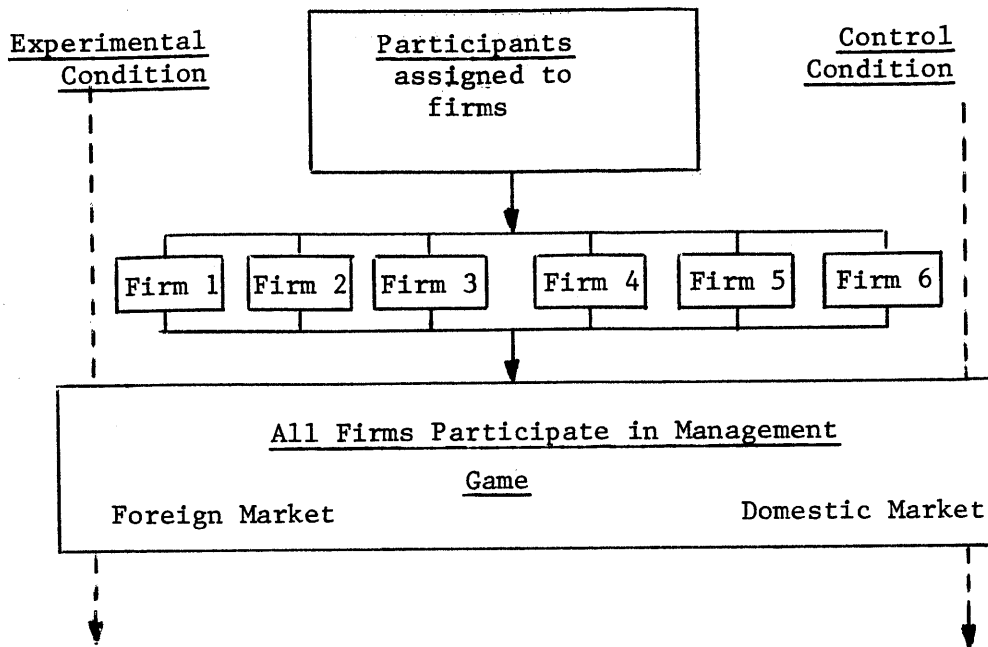 Experimental
Condition
Participants
assigned to
firms
Control
Condition
Firm 1
Firm 2
Firm 3
Firm 4
Firm 5
Firm 6
All Firms Participate in Management
Game
Foreign Market
Domestic Market